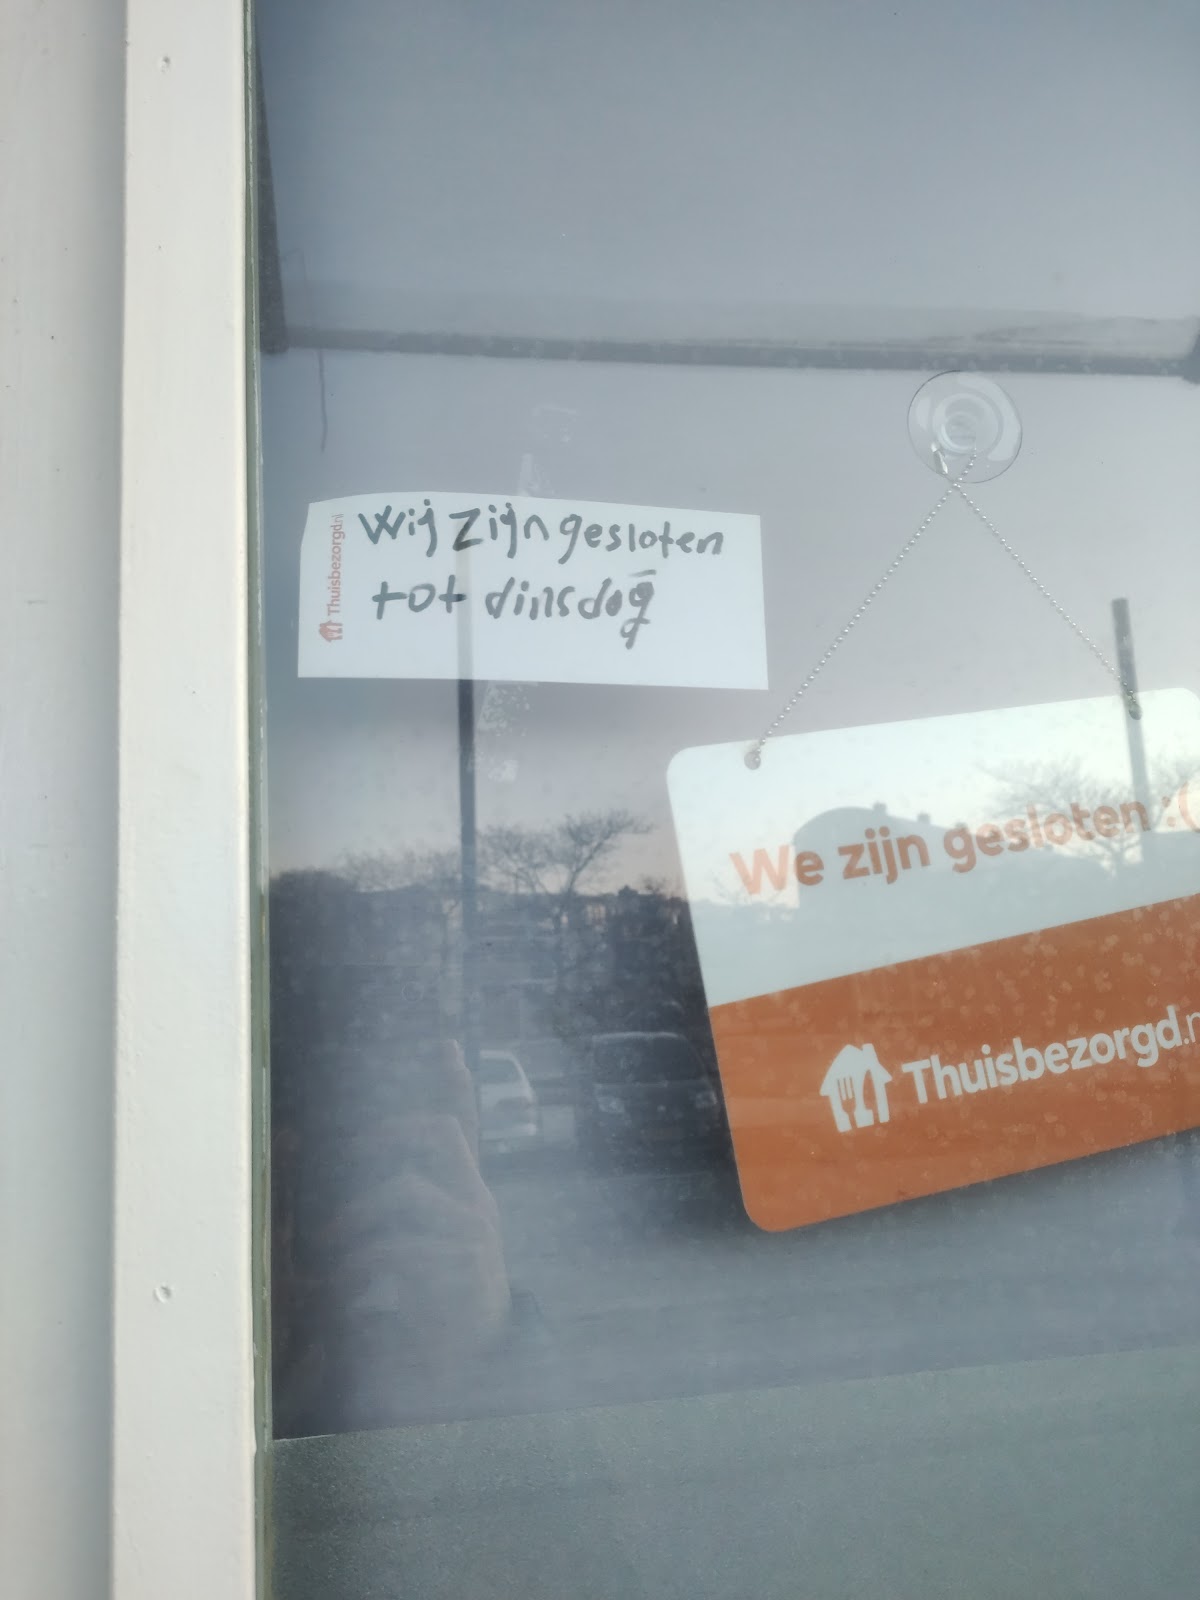 Wij zijn gesloten
tot dinsdag
Thuisbezorgd.nl
We zijn gesloten :(
Thuisbezorgd.n